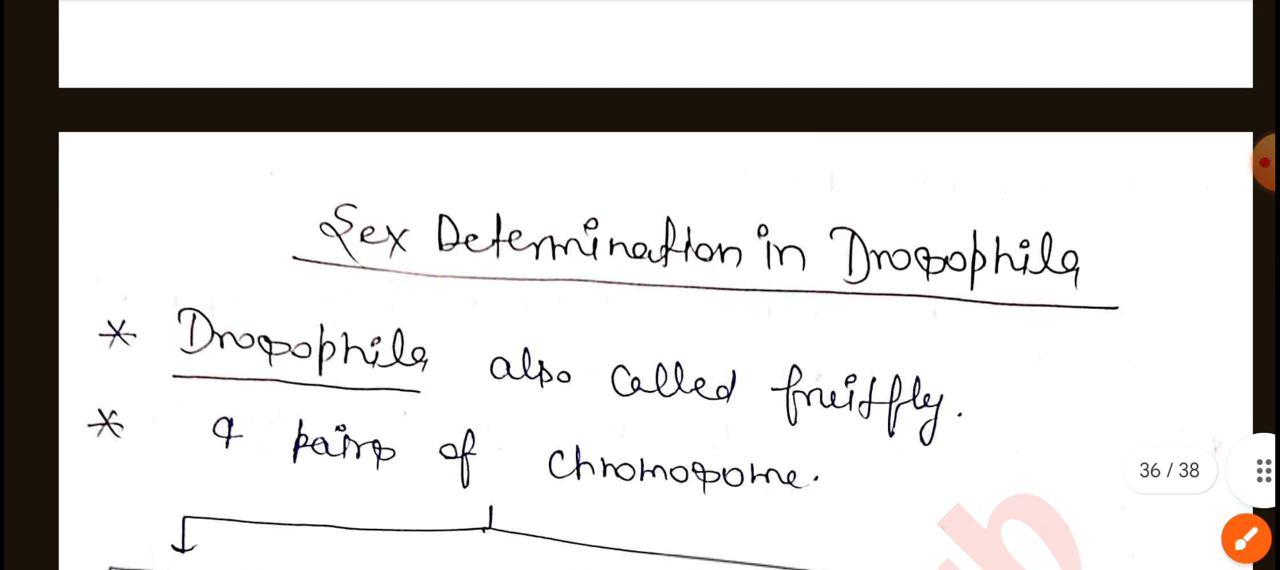 Sex Determination in Drosophila
* Drosophila also called fruitfly.
* 4 pairs of chromosome.
36 / 38